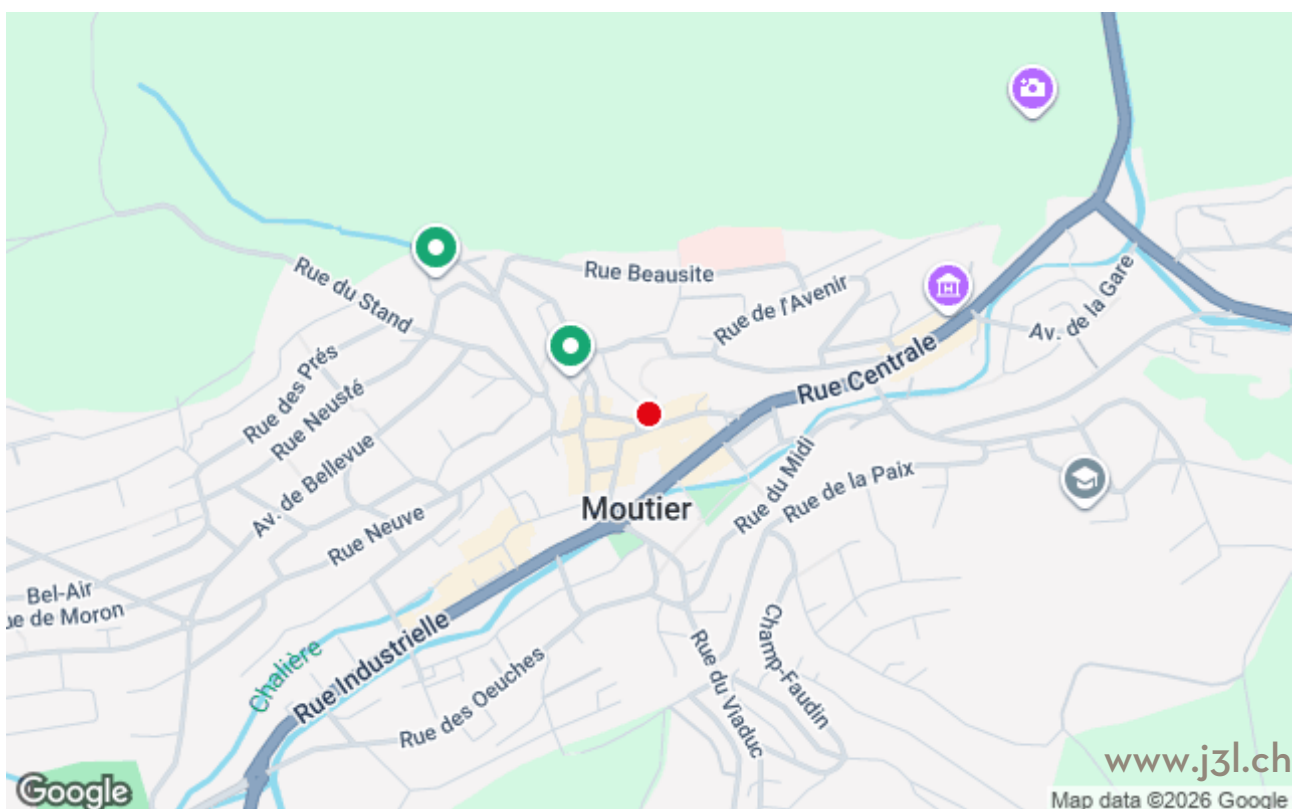 Rue Beausite
Rue du Stand
Rue de l'Avenir
Av. de la Gare
Rue Centrale
Rue des Prés
Rue Neusté
Av. de Bellevue
Rue Neuve
Moutier
Rue du Midi
Rue de la Paix
Bel-Air
ue de Moron
Chalière
Rue Industrielle
Rue des Oeuches
Rue du Viaduc
Champ-Faudin
www.j3l.ch
Google
Map data ©2026 Google